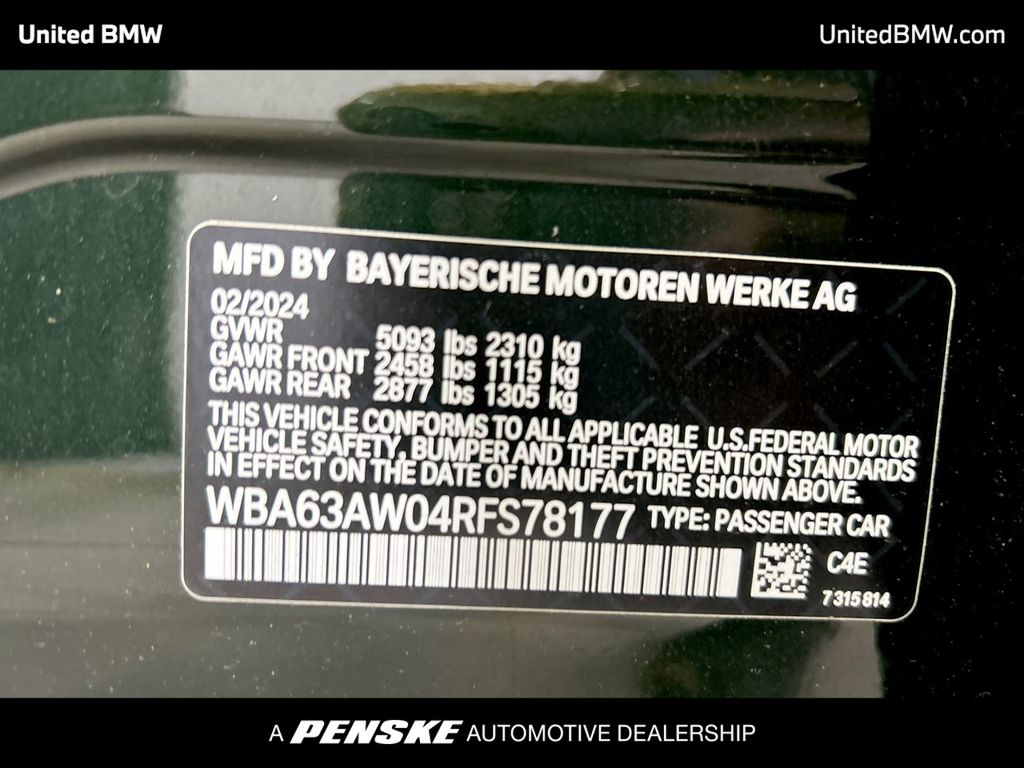 United BMW
UnitedBMW.com
MFD BY BAYERISCHE MOTOREN WERKE AG
02/2024
GVWR 5093 lbs 2310 kg
GAWR FRONT 2458 lbs 1115 kg
GAWR REAR 2877 lbs 1305 kg
THIS VEHICLE CONFORMS TO ALL APPLICABLE U.S.FEDERAL MOTOR
VEHICLE SAFETY, BUMPER AND THEFT PREVENTION STANDARDS
IN EFFECT ON THE DATE OF MANUFACTURE SHOWN ABOVE.
WBA63AW04RFS78177 TYPE: PASSENGER CAR
C4E
7315814
A PENSKE AUTOMOTIVE DEALERSHIP